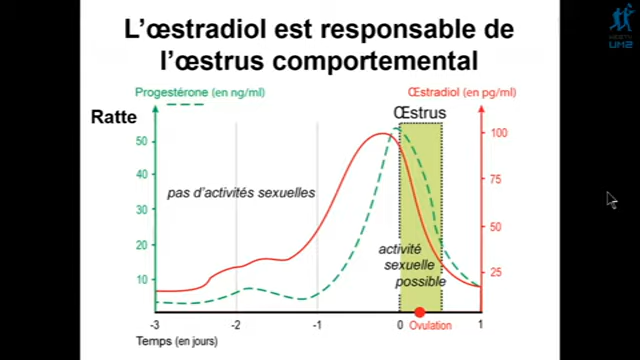 L’œstradiol est responsable de
l’œstrus comportemental
Progestérone (en ng/ml)
Œstradiol (en pg/ml)
Ratte
Œstrus
50
40
30
20
10
100
75
50
25
pas d’activités sexuelles
activité
sexuelle
possible
-3
-2
-1
0
Ovulation
1
Temps (en jours)
UM2